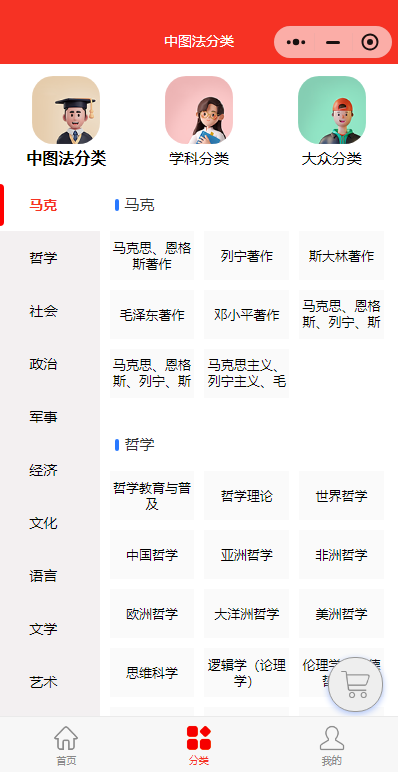 中图法分类
中图法分类
学科分类
大众分类
马克
哲学
社会
政治
军事
经济
文化
语言
文学
艺术
马克
马克思、恩格
斯著作
列宁著作
斯大林著作
毛泽东著作
邓小平著作
马克思、恩格
斯、列宁、斯
马克思、恩格
斯、列宁、斯
马克思主义、
列宁主义、毛
哲学
哲学教育与普
及
哲学理论
世界哲学
中国哲学
亚洲哲学
非洲哲学
欧洲哲学
大洋洲哲学
美洲哲学
思维科学
逻辑学（论理
学）
伦理学
首页
分类
我的